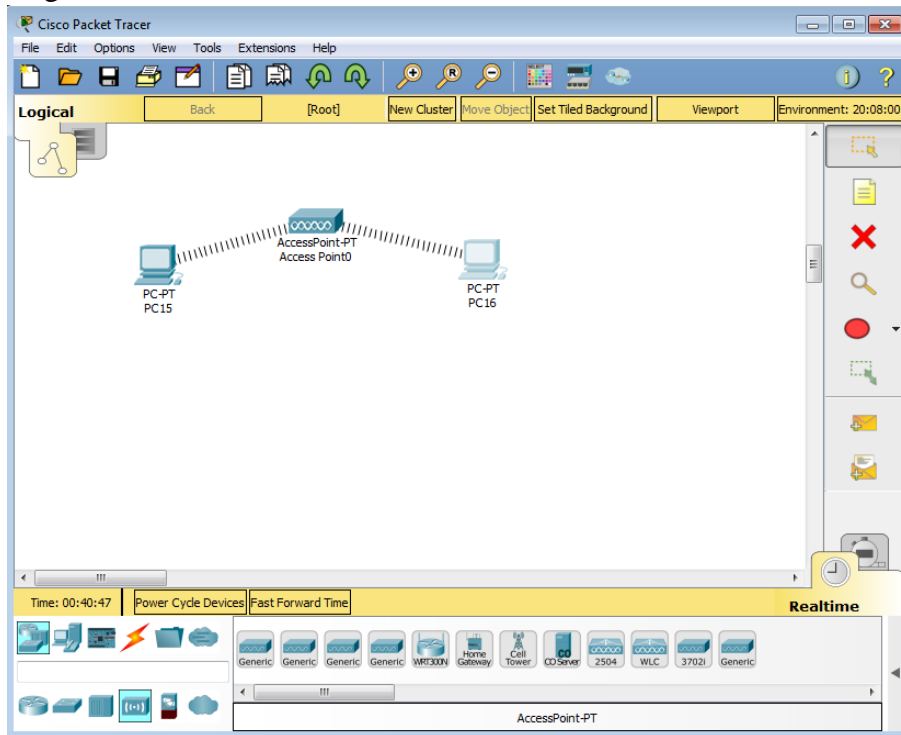 Cisco Packet Tracer
File Edit Options View Tools Extensions Help
Logical Back [Root] New Cluster Move Object Set Tiled Background Viewport Environment: 20:08:00
AccessPoint-PT
Access Point0
PC-PT
PC15
PC-PT
PC16
Time: 00:40:47 Power Cycle Devices Fast Forward Time Realtime
Generic Generic Generic Generic WRT300N Home Gateway Cell Tower CO Server 2504 WLC 3702i Generic
AccessPoint-PT